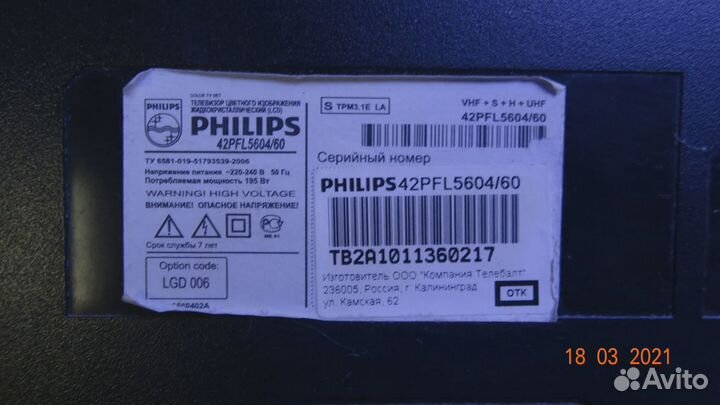 COLOR TV SET
ТЕЛЕВИЗОР ЦВЕТНОГО ИЗОБРАЖЕНИЯ
ЖИДКОКРИСТАЛЛИЧЕСКИЙ (LCD)
PHILIPS
PHILIPS
42PFL5604/60
ТУ 6581-019-51793539-2006
Напряжение питания ~220-240 В 50 Гц
Потребляемая мощность 195 Вт
WARNING! HIGH VOLTAGE
ВНИМАНИЕ! ОПАСНОЕ НАПРЯЖЕНИЕ!
Срок службы 7 лет
Option code:
LGD 006
S TPM3.1E LA
VHF + S + H + UHF
42PFL5604/60
Серийный номер
PHILIPS 42PFL5604/60
TB2A1011360217
Изготовитель ООО "Компания Телебалт"
236005, Россия, г. Калининград
ул. Камская, 62
ОТК
18 03 2021
Avito